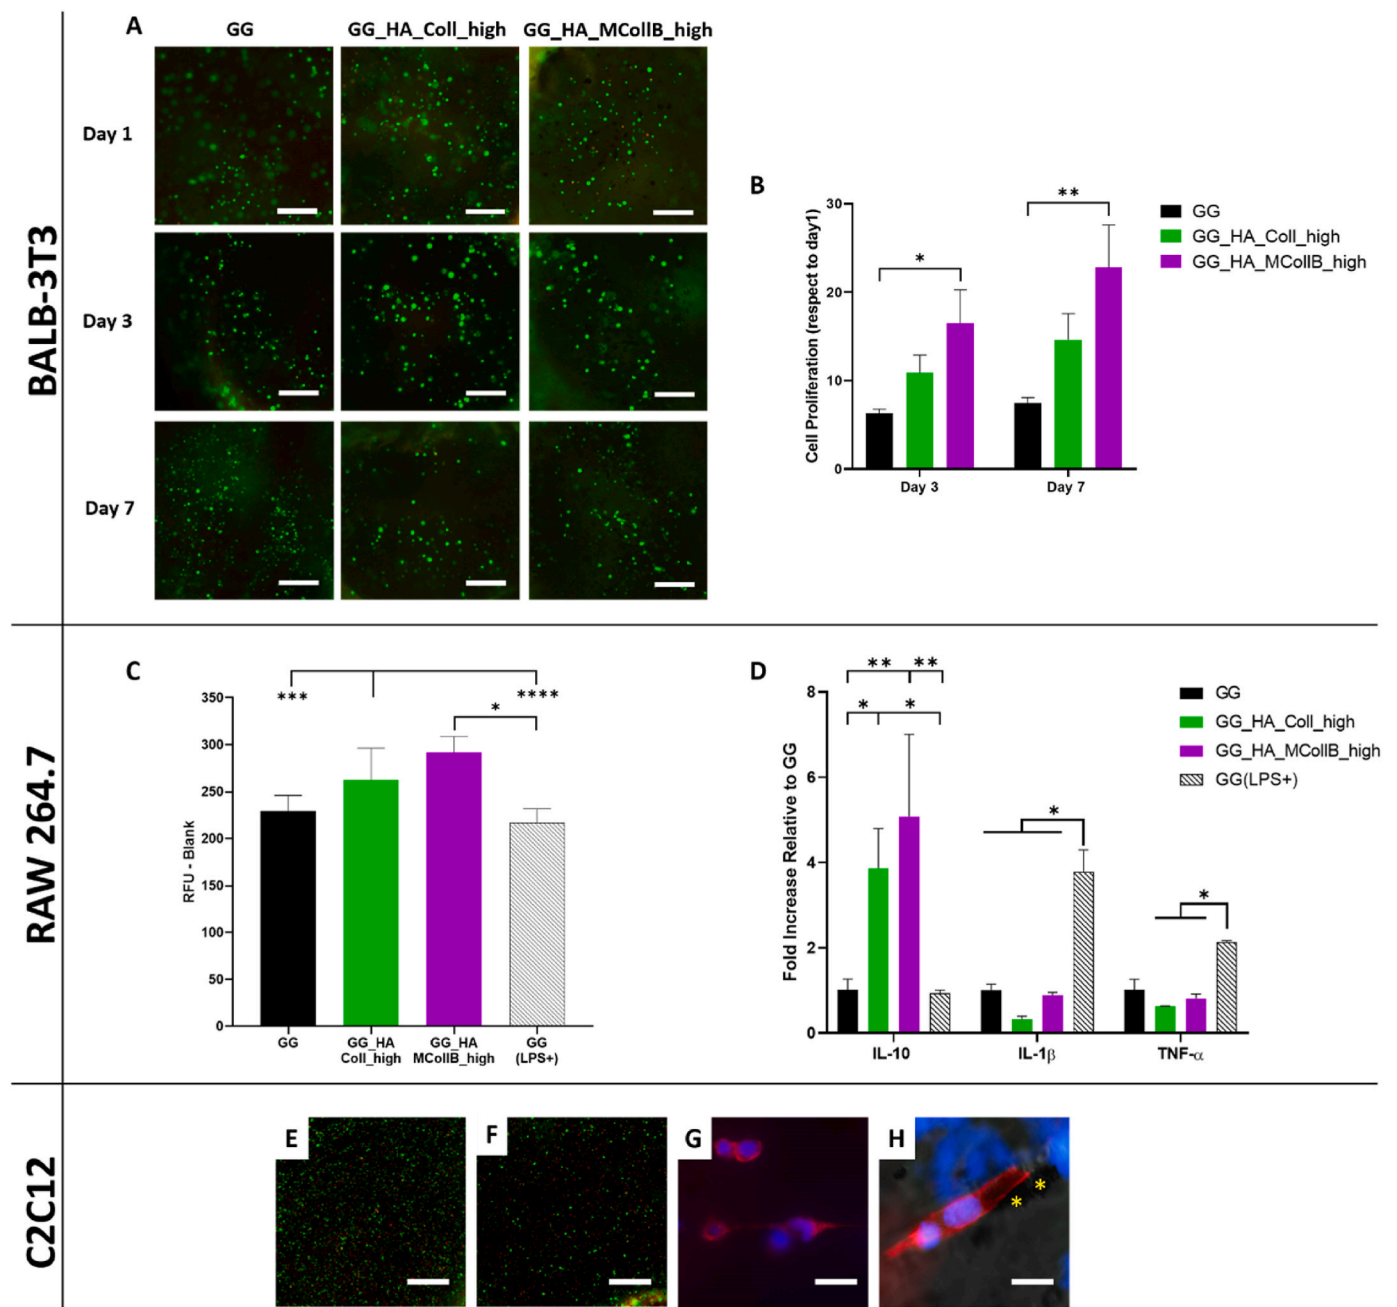 BALB-3T3
A
GG
GG_HA_Coll_high
GG_HA_MCollB_high
Day 1
Day 3
Day 7
B
Cell Proliferation (respect to day1)
30
20
10
0
*
**
Day 3
Day 7
GG
GG_HA_Coll_high
GG_HA_MCollB_high
RAW 264.7
C
RFU - Blank
350
300
250
200
150
100
50
0
***
****
*
GG
GG_HA
Coll_high
GG_HA
MCollB_high
GG
(LPS+)
D
Fold Increase Relative to GG
8
6
4
2
0
** **
* *
*
*
IL-10
IL-1β
TNF-α
GG
GG_HA_Coll_high
GG_HA_MCollB_high
GG(LPS+)
C2C12
E
F
G
H
* *